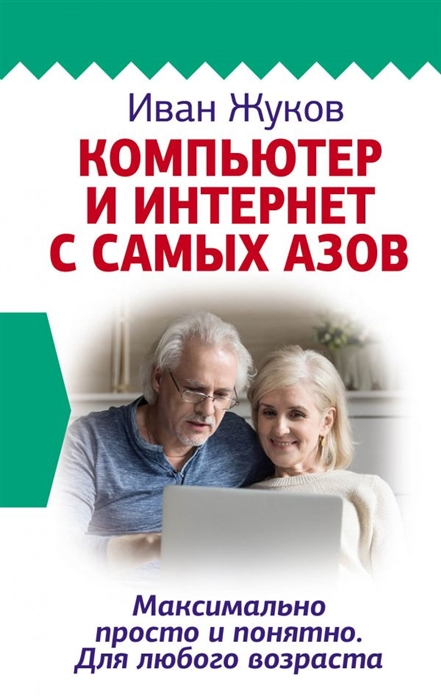 Иван Жуков
КОМПЬЮТЕР
И ИНТЕРНЕТ
С САМЫХ АЗОВ
Максимально
просто и понятно.
Для любого возраста